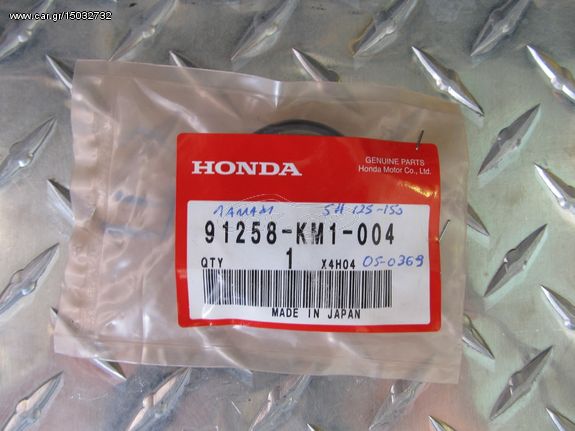 www.car.gr/15032732
HONDA
GENUINE PARTS
Honda Motor Co., Ltd.
SH 125-150
91258-KM1-004
QTY 1 X4H04 05-0369
MADE IN JAPAN